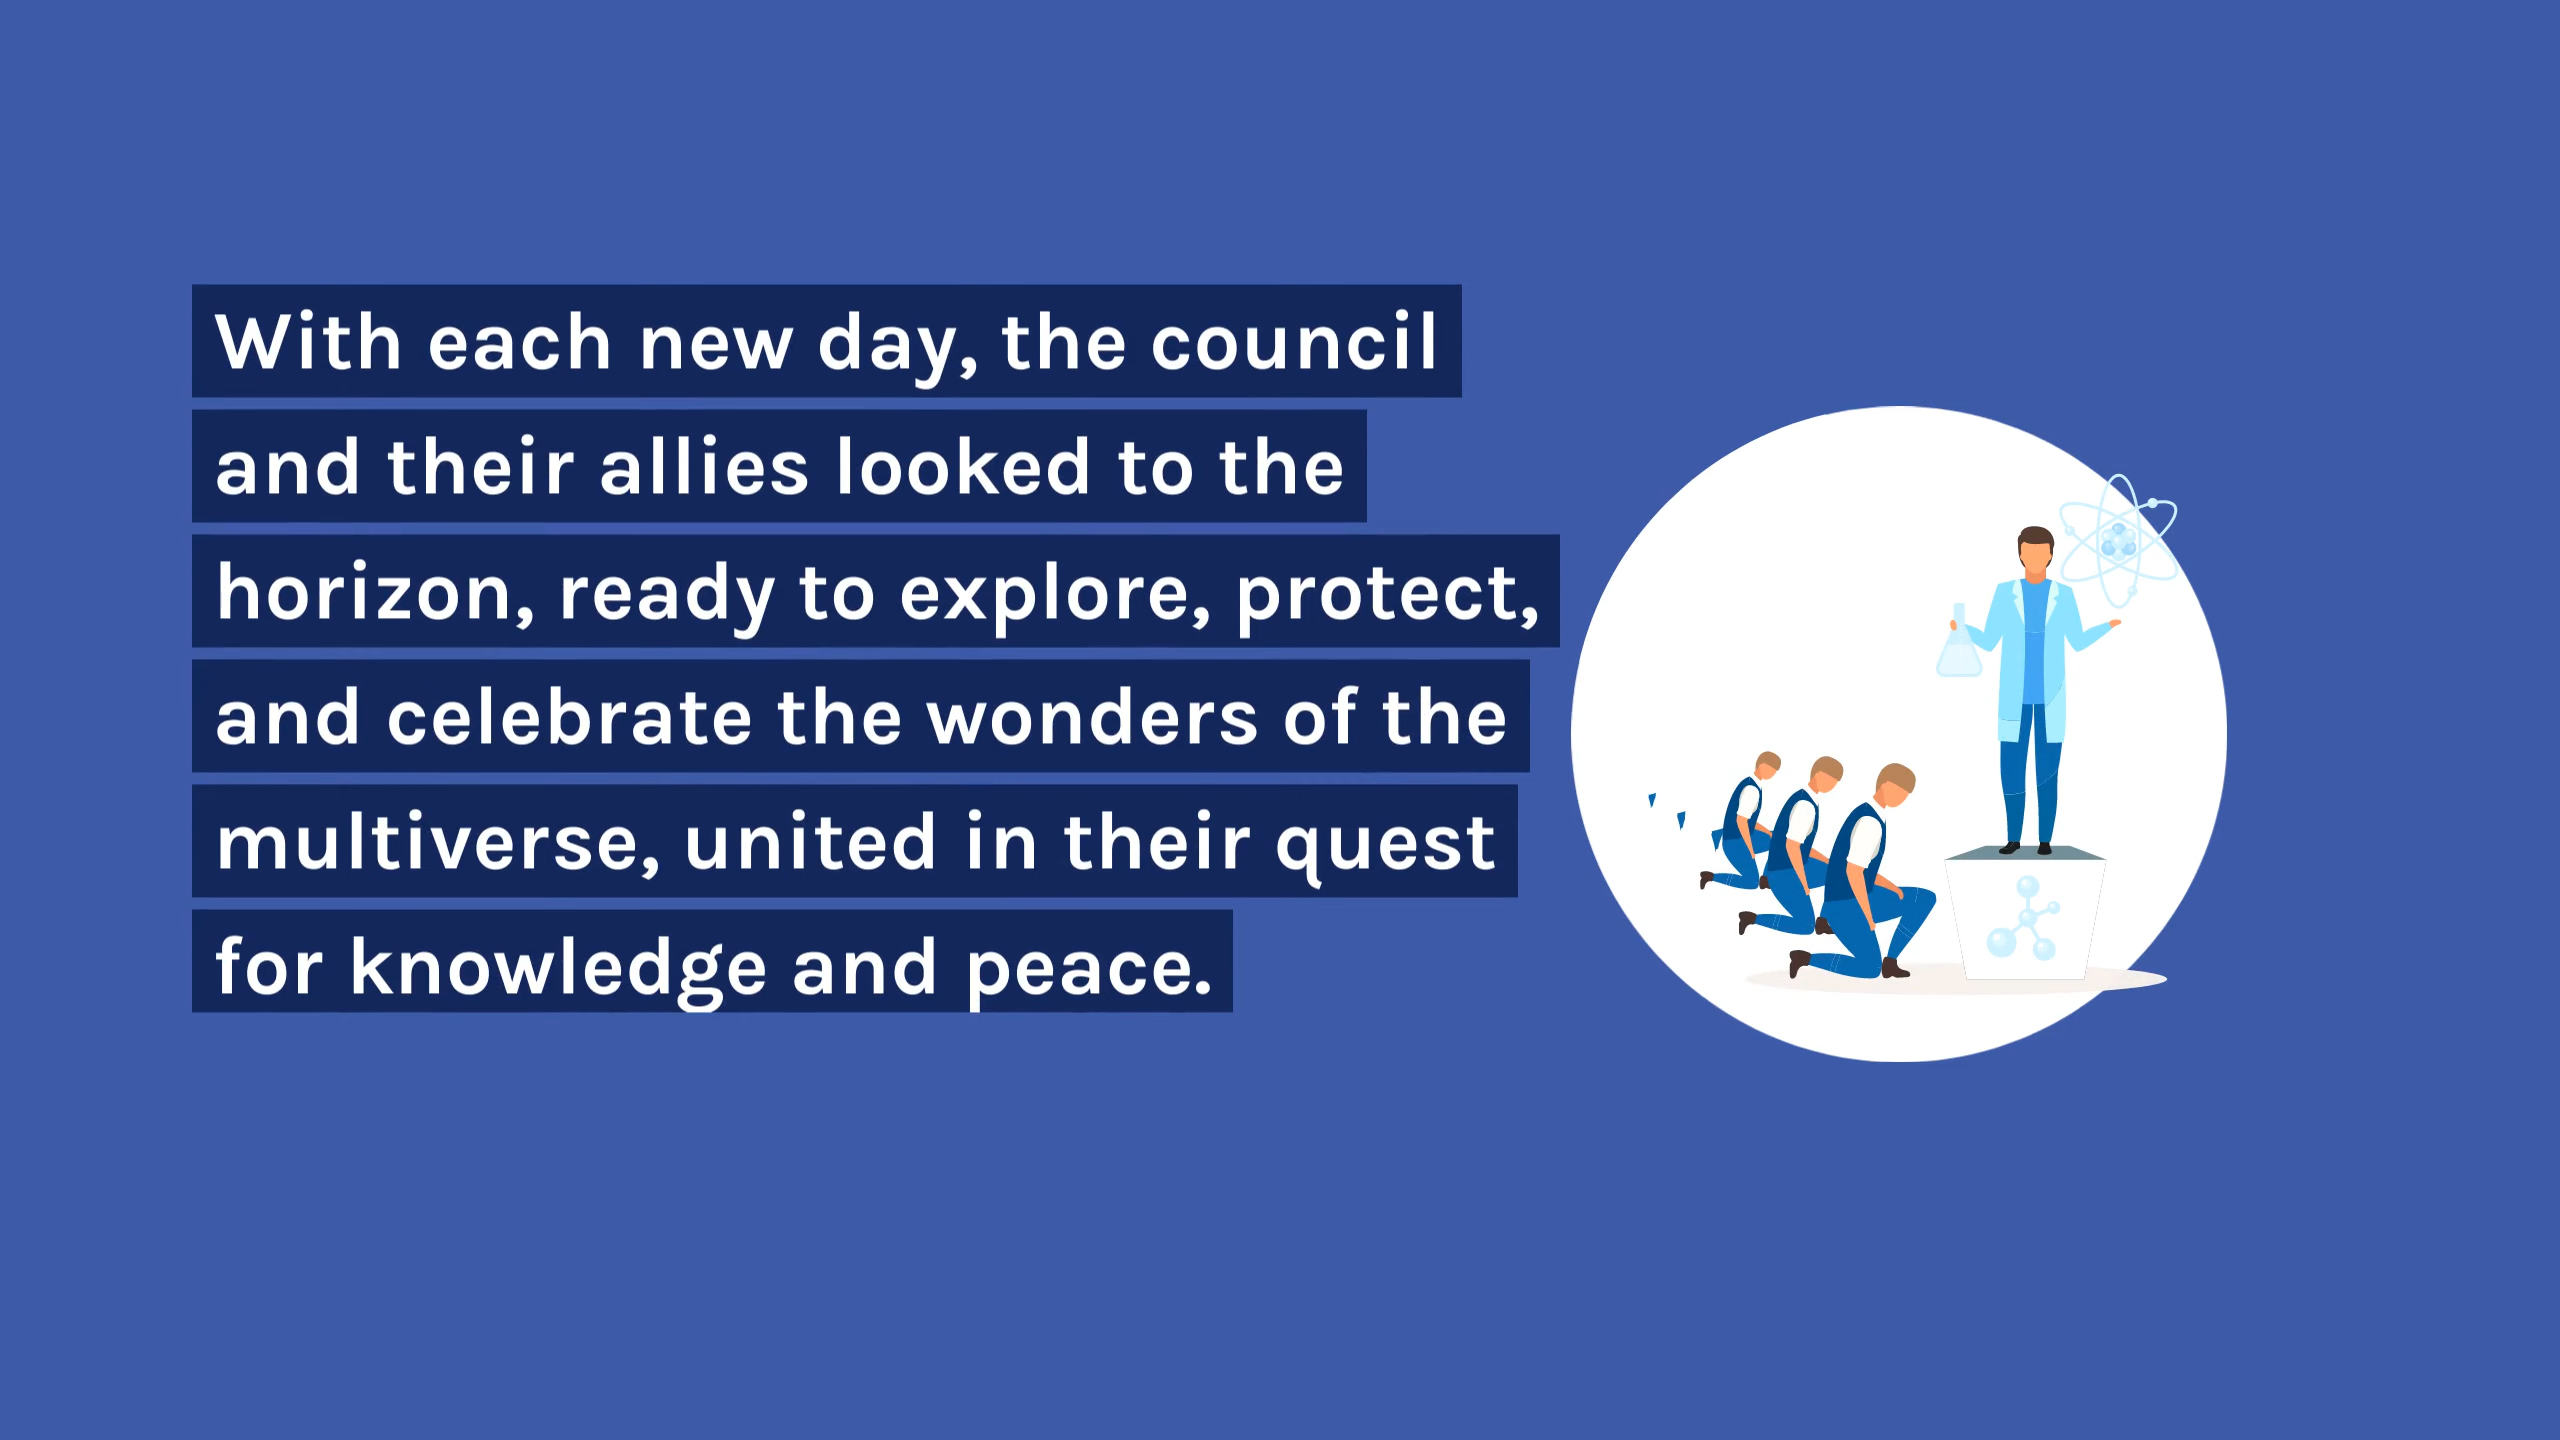 With each new day, the council
and their allies looked to the
horizon, ready to explore, protect,
and celebrate the wonders of the
multiverse, united in their quest
for knowledge and peace.